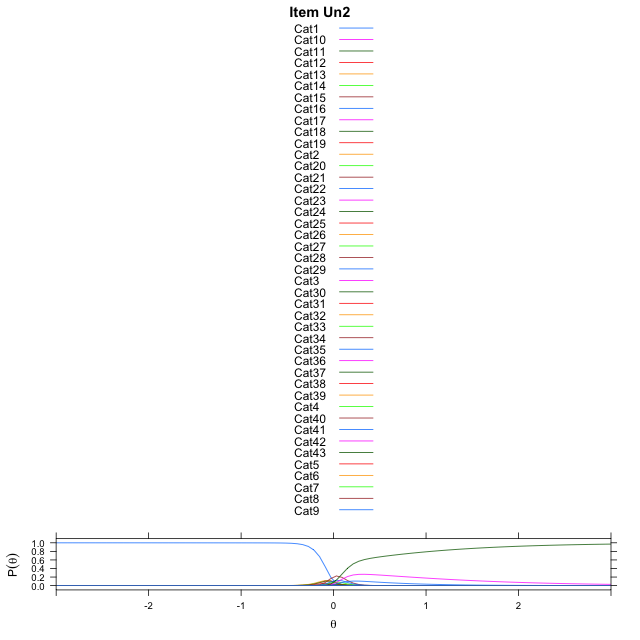 Item Un2
Cat1
Cat10
Cat11
Cat12
Cat13
Cat14
Cat15
Cat16
Cat17
Cat18
Cat19
Cat2
Cat20
Cat21
Cat22
Cat23
Cat24
Cat25
Cat26
Cat27
Cat28
Cat29
Cat3
Cat30
Cat31
Cat32
Cat33
Cat34
Cat35
Cat36
Cat37
Cat38
Cat39
Cat4
Cat40
Cat41
Cat42
Cat43
Cat5
Cat6
Cat7
Cat8
Cat9
P(θ)
1.0
0.8
0.6
0.4
0.2
0.0
-2 -1 0 1 2
θ